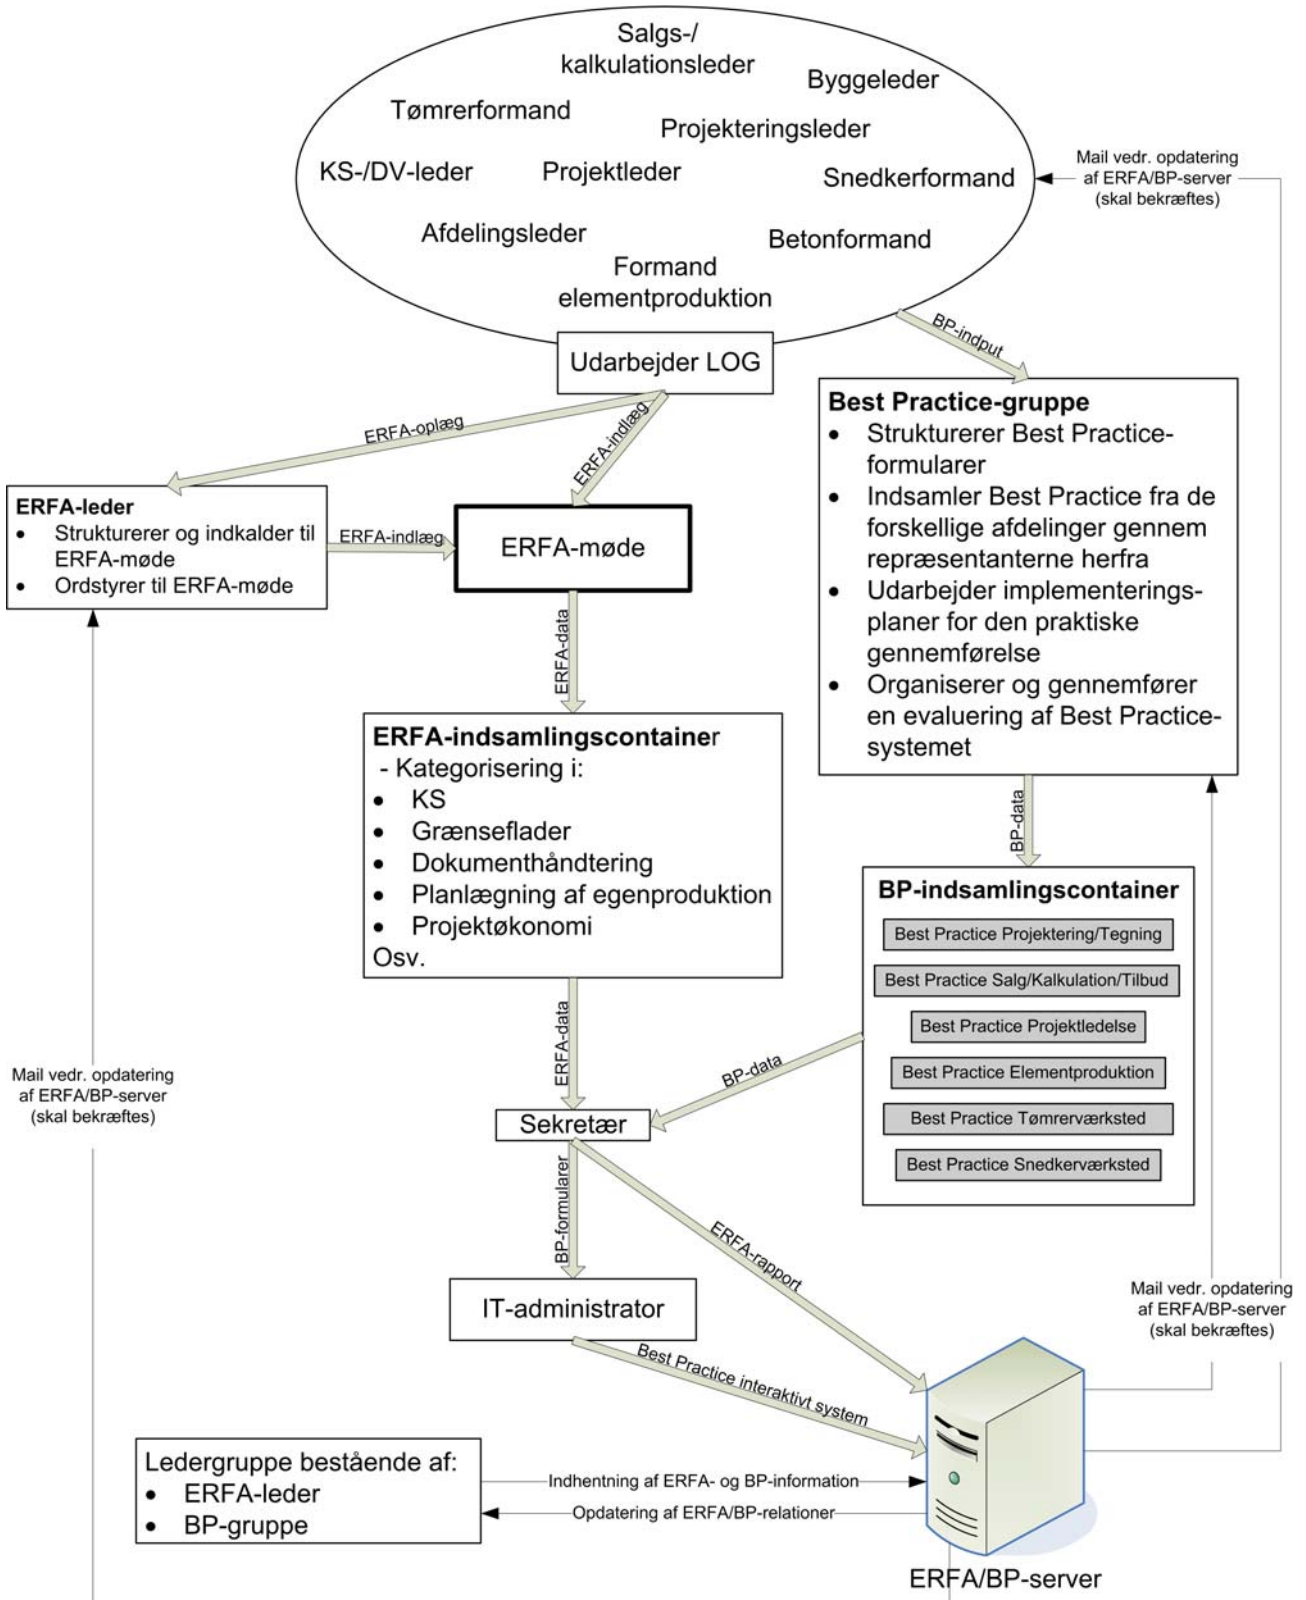 Salgs-/
kalkulationsleder
Byggeleder
Tømrerformand
Projekteringsleder
KS-/DV-leder
Projektleder
Snedkerformand
Afdelingsleder
Betonformand
Formand
elementproduktion
Mail vedr. opdatering
af ERFA/BP-server
(skal bekræftes)
Udarbejder LOG
BP-indput
ERFA-oplæg
ERFA-indlæg
Best Practice-gruppe
• Strukturerer Best Practice-
formularer
• Indsamler Best Practice fra de
forskellige afdelinger gennem
repræsentanterne herfra
• Udarbejder implementerings-
planer for den praktiske
gennemførelse
• Organiserer og gennemfører
en evaluering af Best Practice-
systemet
ERFA-leder
• Strukturerer og indkalder til
ERFA-møde
• Ordstyrer til ERFA-møde
ERFA-indlæg
ERFA-møde
ERFA-data
ERFA-indsamlingscontainer
- Kategorisering i:
• KS
• Grænseflader
• Dokumenthåndtering
• Planlægning af egenproduktion
• Projektøkonomi
Osv.
BP-data
BP-indsamlingscontainer
Best Practice Projektering/Tegning
Best Practice Salg/Kalkulation/Tilbud
Best Practice Projektledelse
Best Practice Elementproduktion
Best Practice Tømrerværksted
Best Practice Snedkerværksted
ERFA-data
BP-data
Mail vedr. opdatering
af ERFA/BP-server
(skal bekræftes)
Sekretær
BP-formularer
ERFA-rapport
IT-administrator
Best Practice interaktivt system
Mail vedr. opdatering
af ERFA/BP-server
(skal bekræftes)
Ledergruppe bestående af:
• ERFA-leder
• BP-gruppe
Indhentning af ERFA- og BP-information
Opdatering af ERFA/BP-relationer
ERFA/BP-server